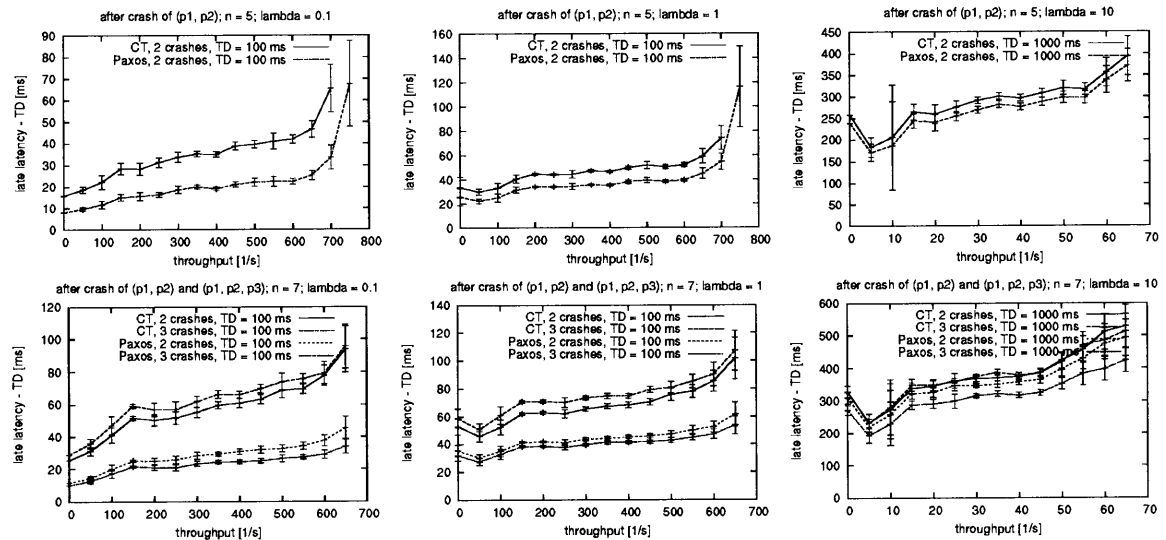 after crash of (p1, p2); n = 5; lambda = 0.1
late latency - TD [ms]
90
80
70
60
50
40
30
20
10
0
CT, 2 crashes, TD = 100 ms
Paxos, 2 crashes, TD = 100 ms
0 100 200 300 400 500 600 700 800
throughput [1/s]
after crash of (p1, p2); n = 5; lambda = 1
late latency - TD [ms]
160
140
120
100
80
60
40
20
0
CT, 2 crashes, TD = 100 ms
Paxos, 2 crashes, TD = 100 ms
0 100 200 300 400 500 600 700 800
throughput [1/s]
after crash of (p1, p2); n = 5; lambda = 10
late latency - TD [ms]
450
400
350
300
250
200
150
100
50
0
CT, 2 crashes, TD = 1000 ms
Paxos, 2 crashes, TD = 1000 ms
0 10 20 30 40 50 60 70
throughput [1/s]
after crash of (p1, p2) and (p1, p2, p3); n = 7; lambda = 0.1
late latency - TD [ms]
120
100
80
60
40
20
0
CT, 2 crashes, TD = 100 ms
CT, 3 crashes, TD = 100 ms
Paxos, 2 crashes, TD = 100 ms
Paxos, 3 crashes, TD = 100 ms
0 100 200 300 400 500 600 700
throughput [1/s]
after crash of (p1, p2) and (p1, p2, p3); n = 7; lambda = 1
late latency - TD [ms]
140
120
100
80
60
40
20
0
CT, 2 crashes, TD = 100 ms
CT, 3 crashes, TD = 100 ms
Paxos, 2 crashes, TD = 100 ms
Paxos, 3 crashes, TD = 100 ms
0 100 200 300 400 500 600 700
throughput [1/s]
after crash of (p1, p2) and (p1, p2, p3); n = 7; lambda = 10
late latency - TD [ms]
600
500
400
300
200
100
0
CT, 2 crashes, TD = 1000 ms
CT, 3 crashes, TD = 1000 ms
Paxos, 2 crashes, TD = 1000 ms
Paxos, 3 crashes, TD = 1000 ms
0 10 20 30 40 50 60 70
throughput [1/s]